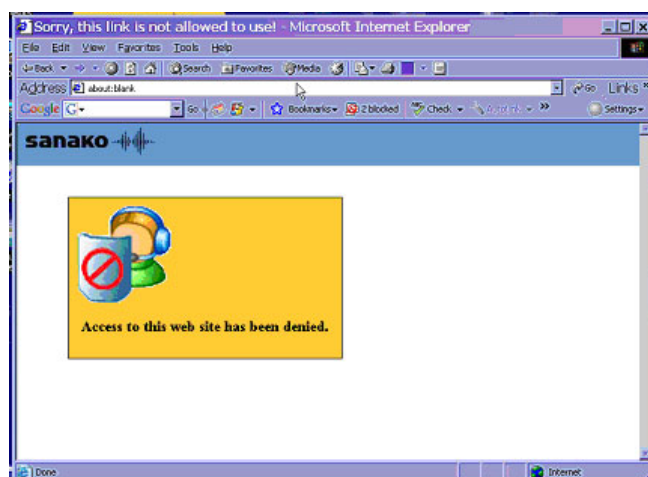 Sorry, this link is not allowed to use! - Microsoft Internet Explorer
File Edit View Favorites Tools Help
Back Search Favorites Media
Address about:blank Go Links »
Google G Go Bookmarks 2 blocked Check » Settings
sanako
Access to this web site has been denied.
Done Internet